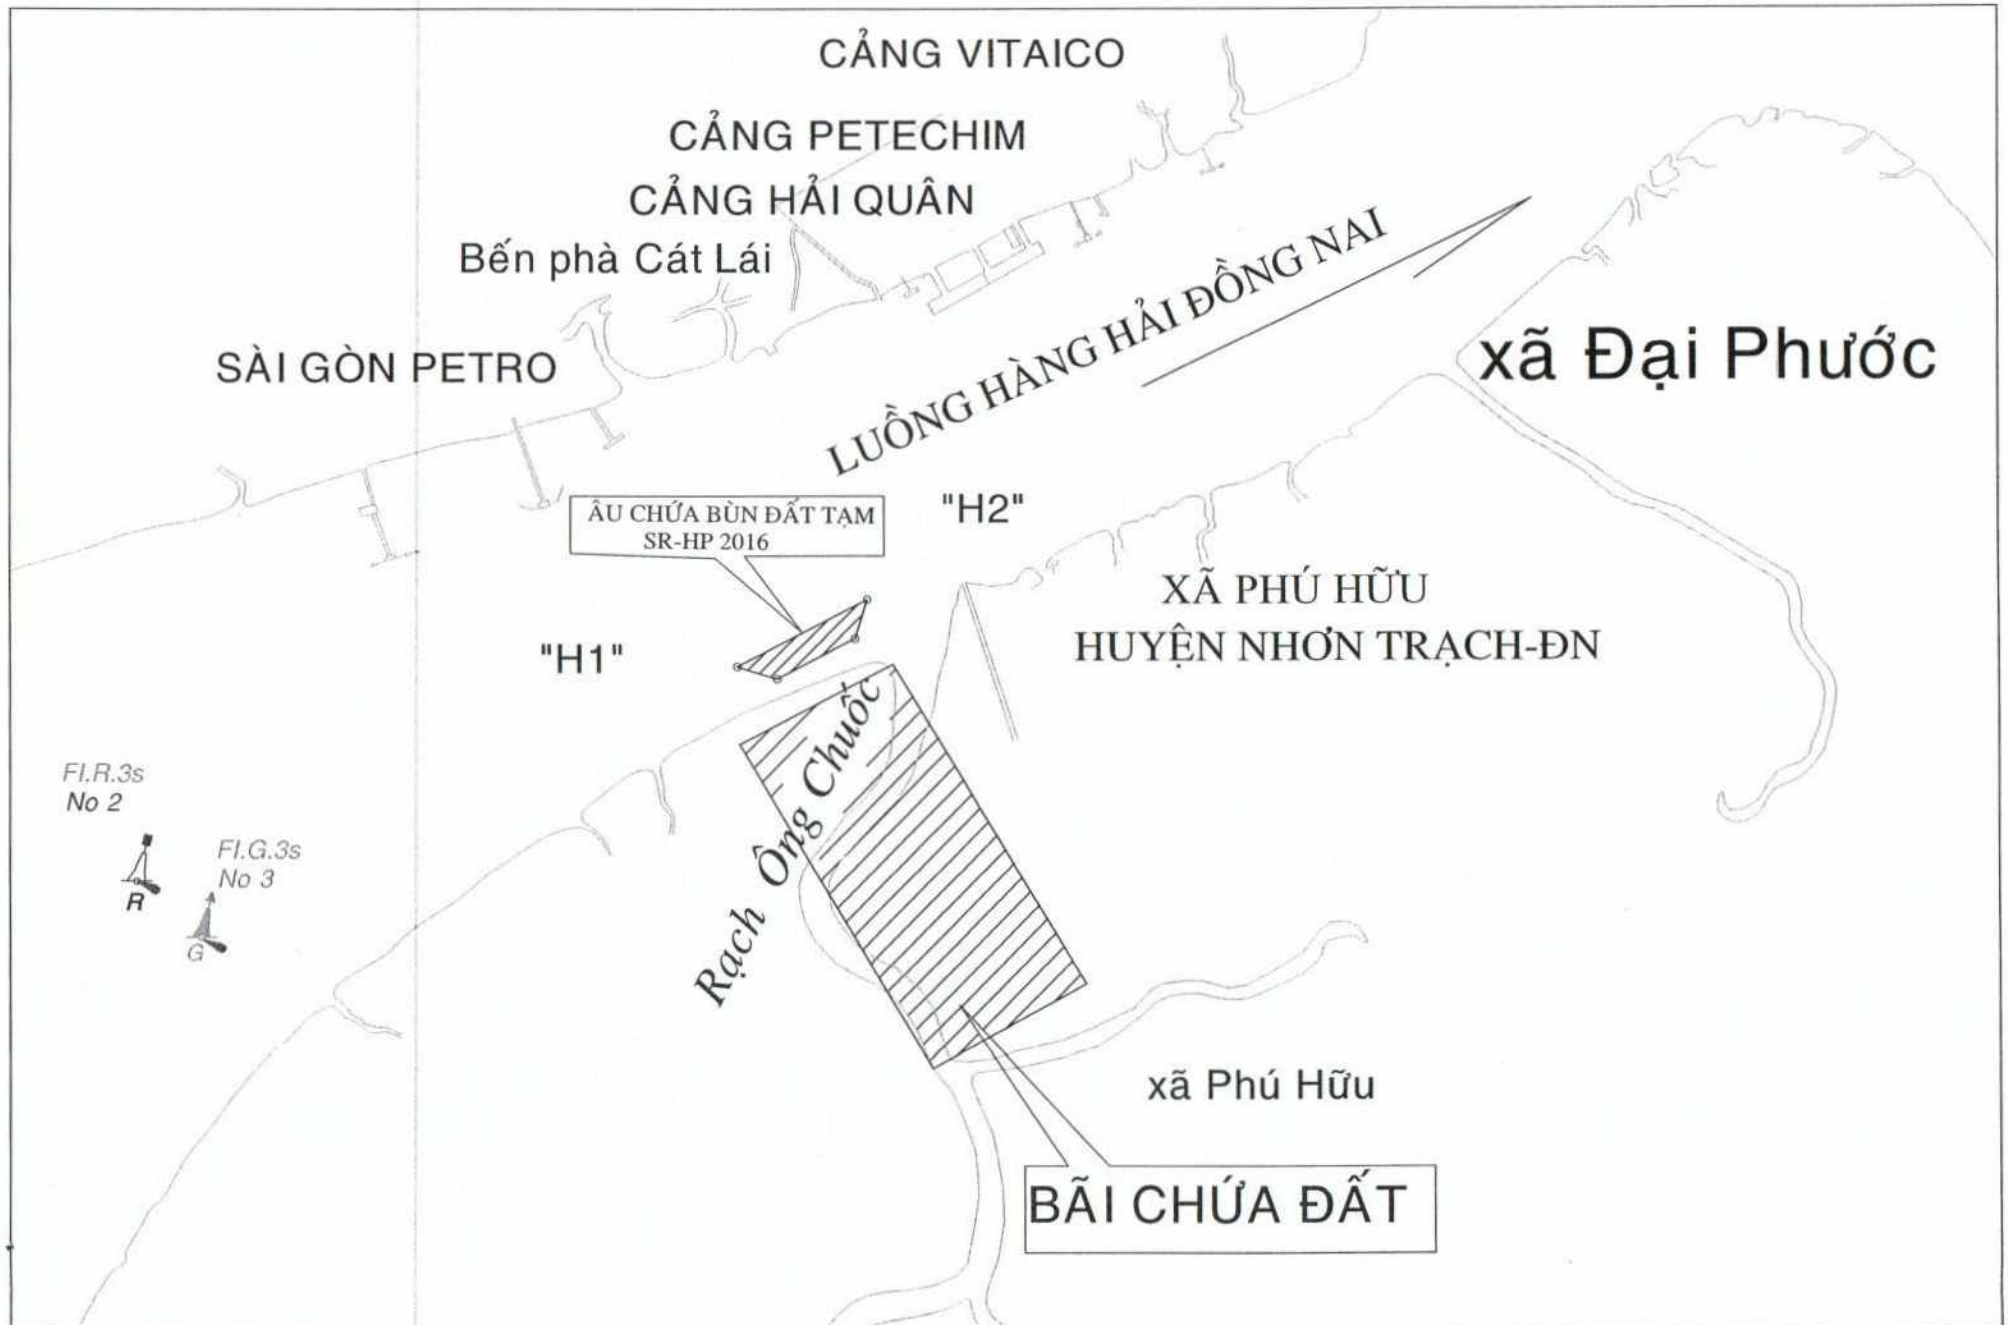 CẢNG VITAICO
CẢNG PETECHIM
CẢNG HẢI QUÂN
Bến phà Cát Lái
SÀI GÒN PETRO
LUỒNG HÀNG HẢI ĐỒNG NAI
xã Đại Phước
ÂU CHỨA BÙN ĐẤT TẠM
SR-HP 2016
"H2"
"H1"
XÃ PHÚ HỮU
HUYỆN NHƠN TRẠCH-ĐN
Rạch Ông Chuốc
Fl.R.3s
No 2
R
Fl.G.3s
No 3
G
xã Phú Hữu
BÃI CHỨA ĐẤT